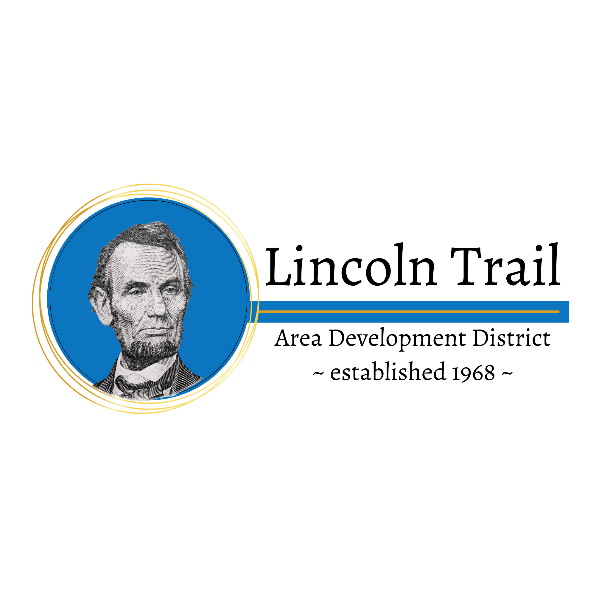 Lincoln Trail
Area Development District
~ established 1968 ~